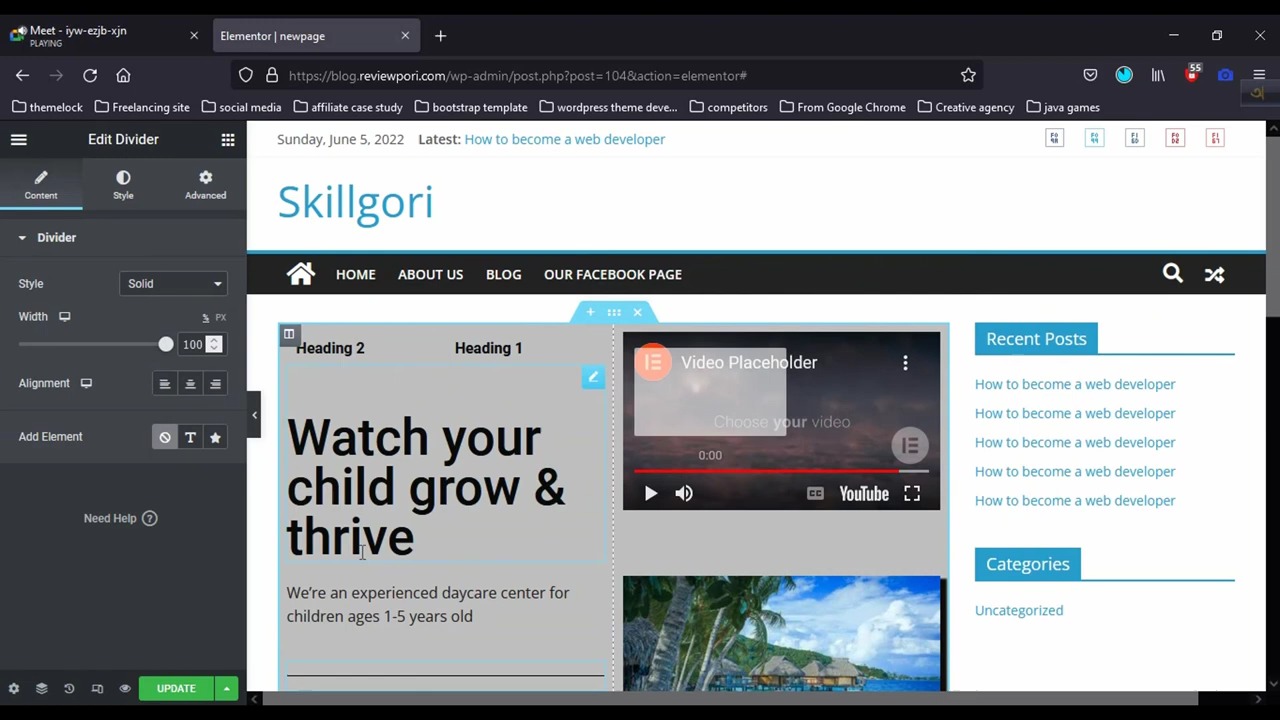 Meet - iyw-ezjb-xjn
PLAYING
Elementor | newpage
https://blog.reviewpori.com/wp-admin/post.php?post=104&action=elementor#
55
themelock
Freelancing site
social media
affiliate case study
bootstrap template
wordpress theme deve...
competitors
From Google Chrome
Creative agency
java games
Edit Divider
Content
Style
Advanced
Divider
Style
Solid
Width
PX
100
Alignment
Add Element
Need Help
UPDATE
Sunday, June 5, 2022
Latest: How to become a web developer
Skillgori
HOME
ABOUT US
BLOG
OUR FACEBOOK PAGE
Heading 2
Heading 1
Watch your
child grow &
thrive
We're an experienced daycare center for
children ages 1-5 years old
Video Placeholder
Choose your video
0:00
CC
YouTube
Recent Posts
How to become a web developer
How to become a web developer
How to become a web developer
How to become a web developer
How to become a web developer
Categories
Uncategorized